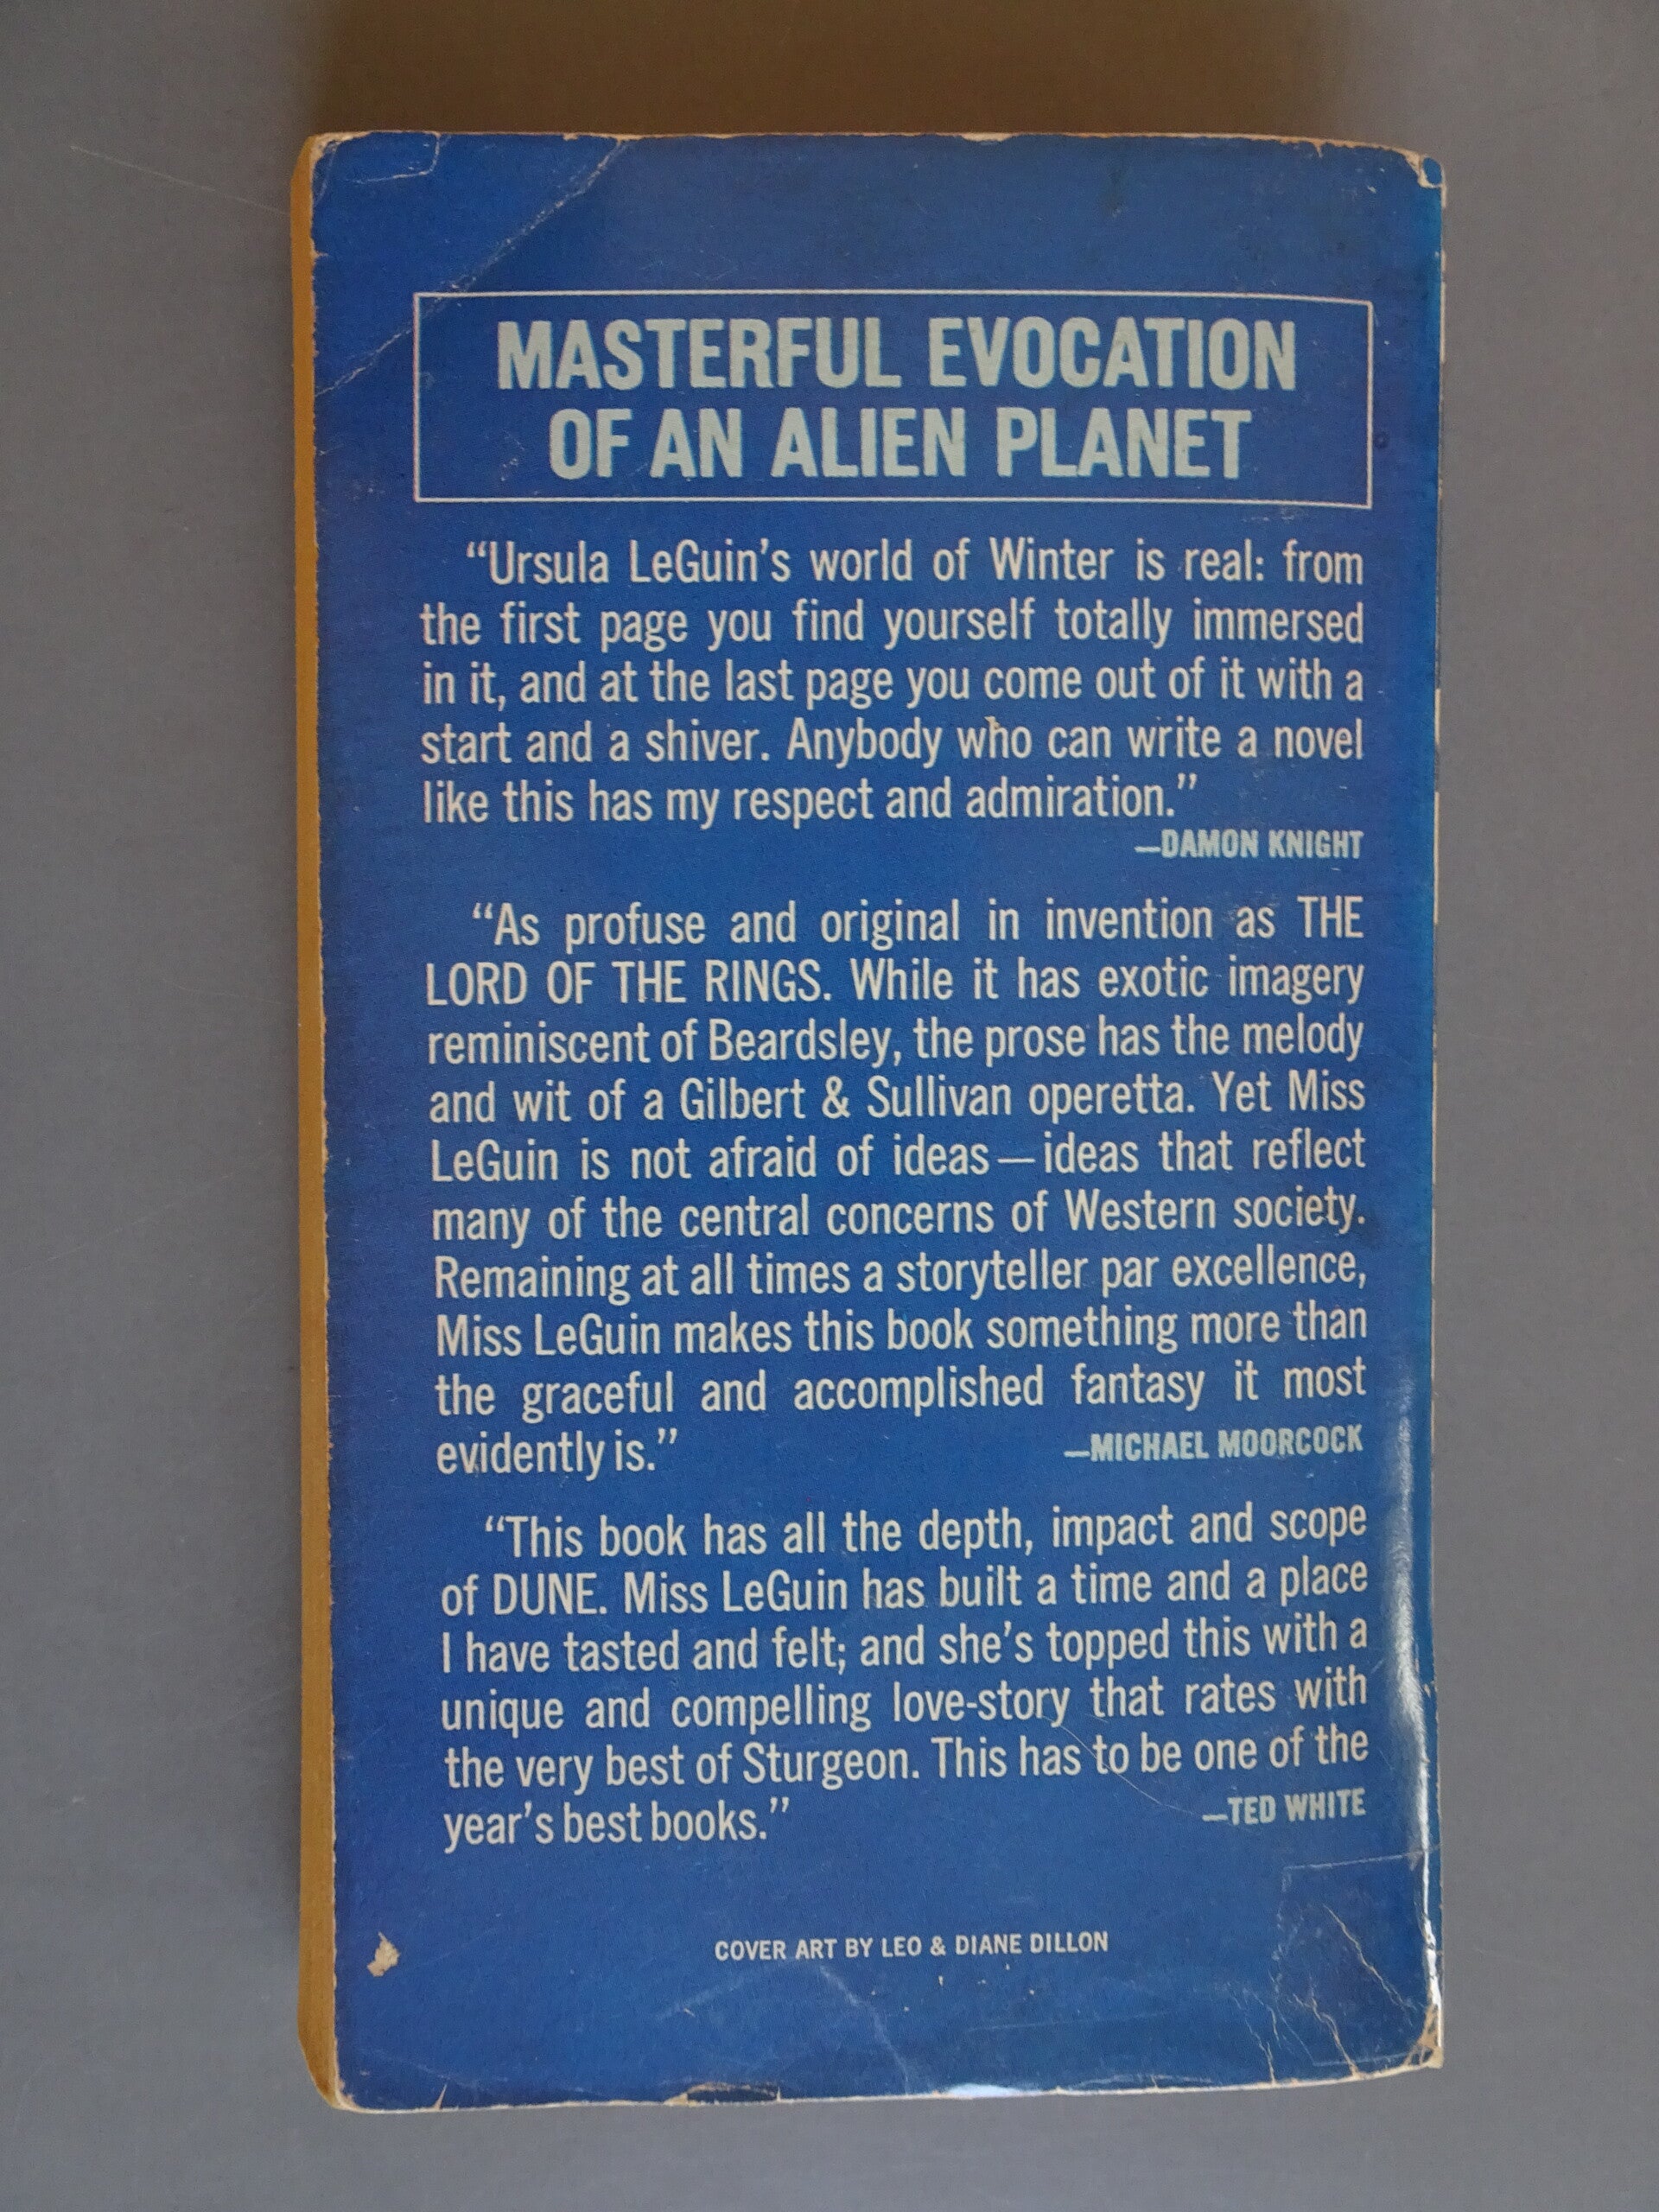 MASTERFUL EVOCATION
OF AN ALIEN PLANET
“Ursula LeGuin’s world of Winter is real: from
the first page you find yourself totally immersed
in it, and at the last page you come out of it with a
start and a shiver. Anybody who can write a novel
like this has my respect and admiration.”
—DAMON KNIGHT
“As profuse and original in invention as THE
LORD OF THE RINGS. While it has exotic imagery
reminiscent of Beardsley, the prose has the melody
and wit of a Gilbert & Sullivan operetta. Yet Miss
LeGuin is not afraid of ideas—ideas that reflect
many of the central concerns of Western society.
Remaining at all times a storyteller par excellence,
Miss LeGuin makes this book something more than
the graceful and accomplished fantasy it most
evidently is.” —MICHAEL MOORCOCK
“This book has all the depth, impact and scope
of DUNE. Miss LeGuin has built a time and a place
I have tasted and felt; and she’s topped this with a
unique and compelling love-story that rates with
the very best of Sturgeon. This has to be one of the
year’s best books.” —TED WHITE
COVER ART BY LEO & DIANE DILLON